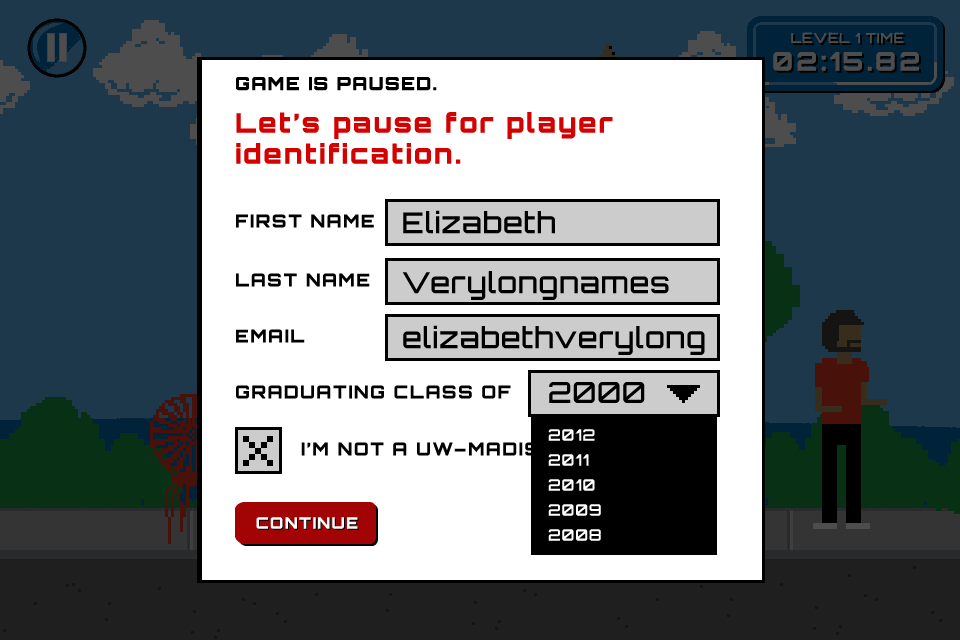 LEVEL 1 TIME
02:15.82
GAME IS PAUSED.
Let's pause for player
identification.
FIRST NAME
Elizabeth
LAST NAME
Verylongnames
EMAIL
elizabethverylong
GRADUATING CLASS OF
2000
2012
2011
2010
2009
2008
I'M NOT A UW-MADIS
CONTINUE